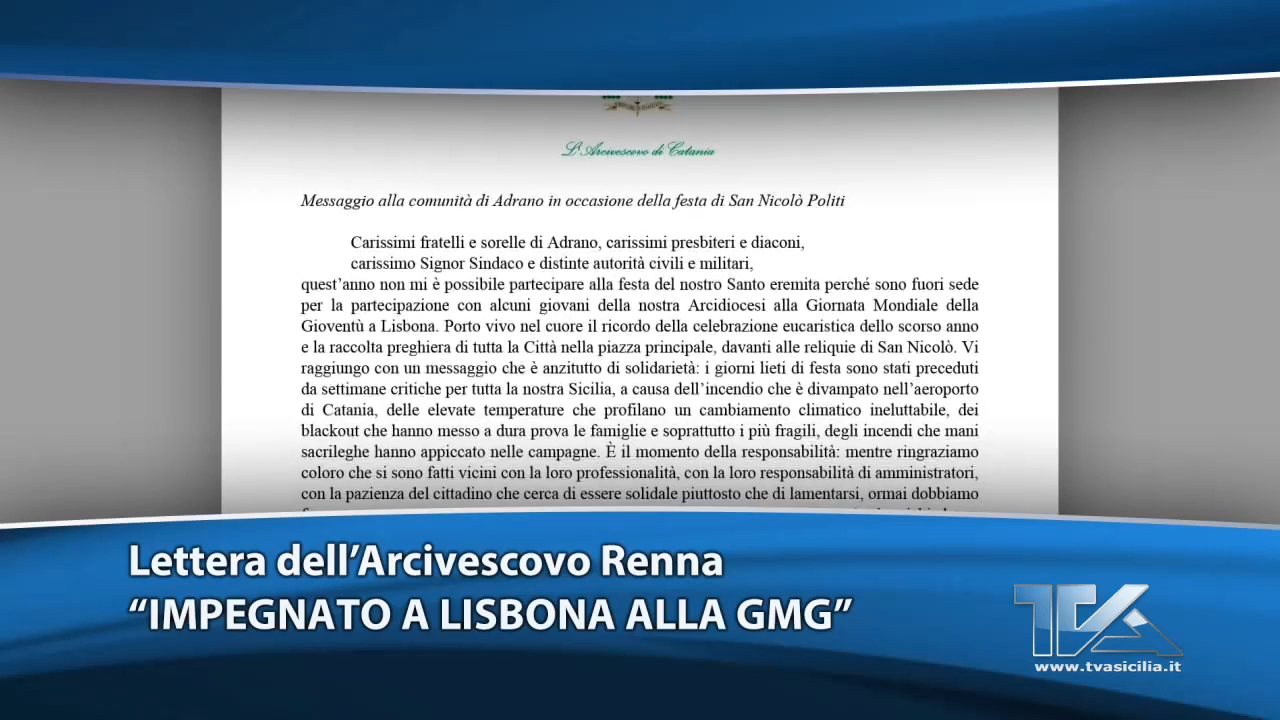 L'Arcivescovo di Catania
Messaggio alla comunità di Adrano in occasione della festa di San Nicolò Politi
Carissimi fratelli e sorelle di Adrano, carissimi presbiteri e diaconi,
carissimo Signor Sindaco e distinte autorità civili e militari,
quest'anno non mi è possibile partecipare alla festa del nostro Santo eremita perché sono fuori sede
per la partecipazione con alcuni giovani della nostra Arcidiocesi alla Giornata Mondiale della
Gioventù a Lisbona. Porto vivo nel cuore il ricordo della celebrazione eucaristica dello scorso anno
e la raccolta preghiera di tutta la Città nella piazza principale, davanti alle reliquie di San Nicolò. Vi
raggiungo con un messaggio che è anzitutto di solidarietà: i giorni lieti di festa sono stati preceduti
da settimane critiche per tutta la nostra Sicilia, a causa dell'incendio che è divampato nell'aeroporto
di Catania, delle elevate temperature che profilano un cambiamento climatico ineluttabile, dei
blackout che hanno messo a dura prova le famiglie e soprattutto i più fragili, degli incendi che mani
sacrileghe hanno appiccato nelle campagne. È il momento della responsabilità: mentre ringraziamo
coloro che si sono fatti vicini con la loro professionalità, con la loro responsabilità di amministratori,
con la pazienza del cittadino che cerca di essere solidale piuttosto che di lamentarsi, ormai dobbiamo
Lettera dell'Arcivescovo Renna
“IMPEGNATO A LISBONA ALLA GMG”
TVA
www.tvasicilia.it